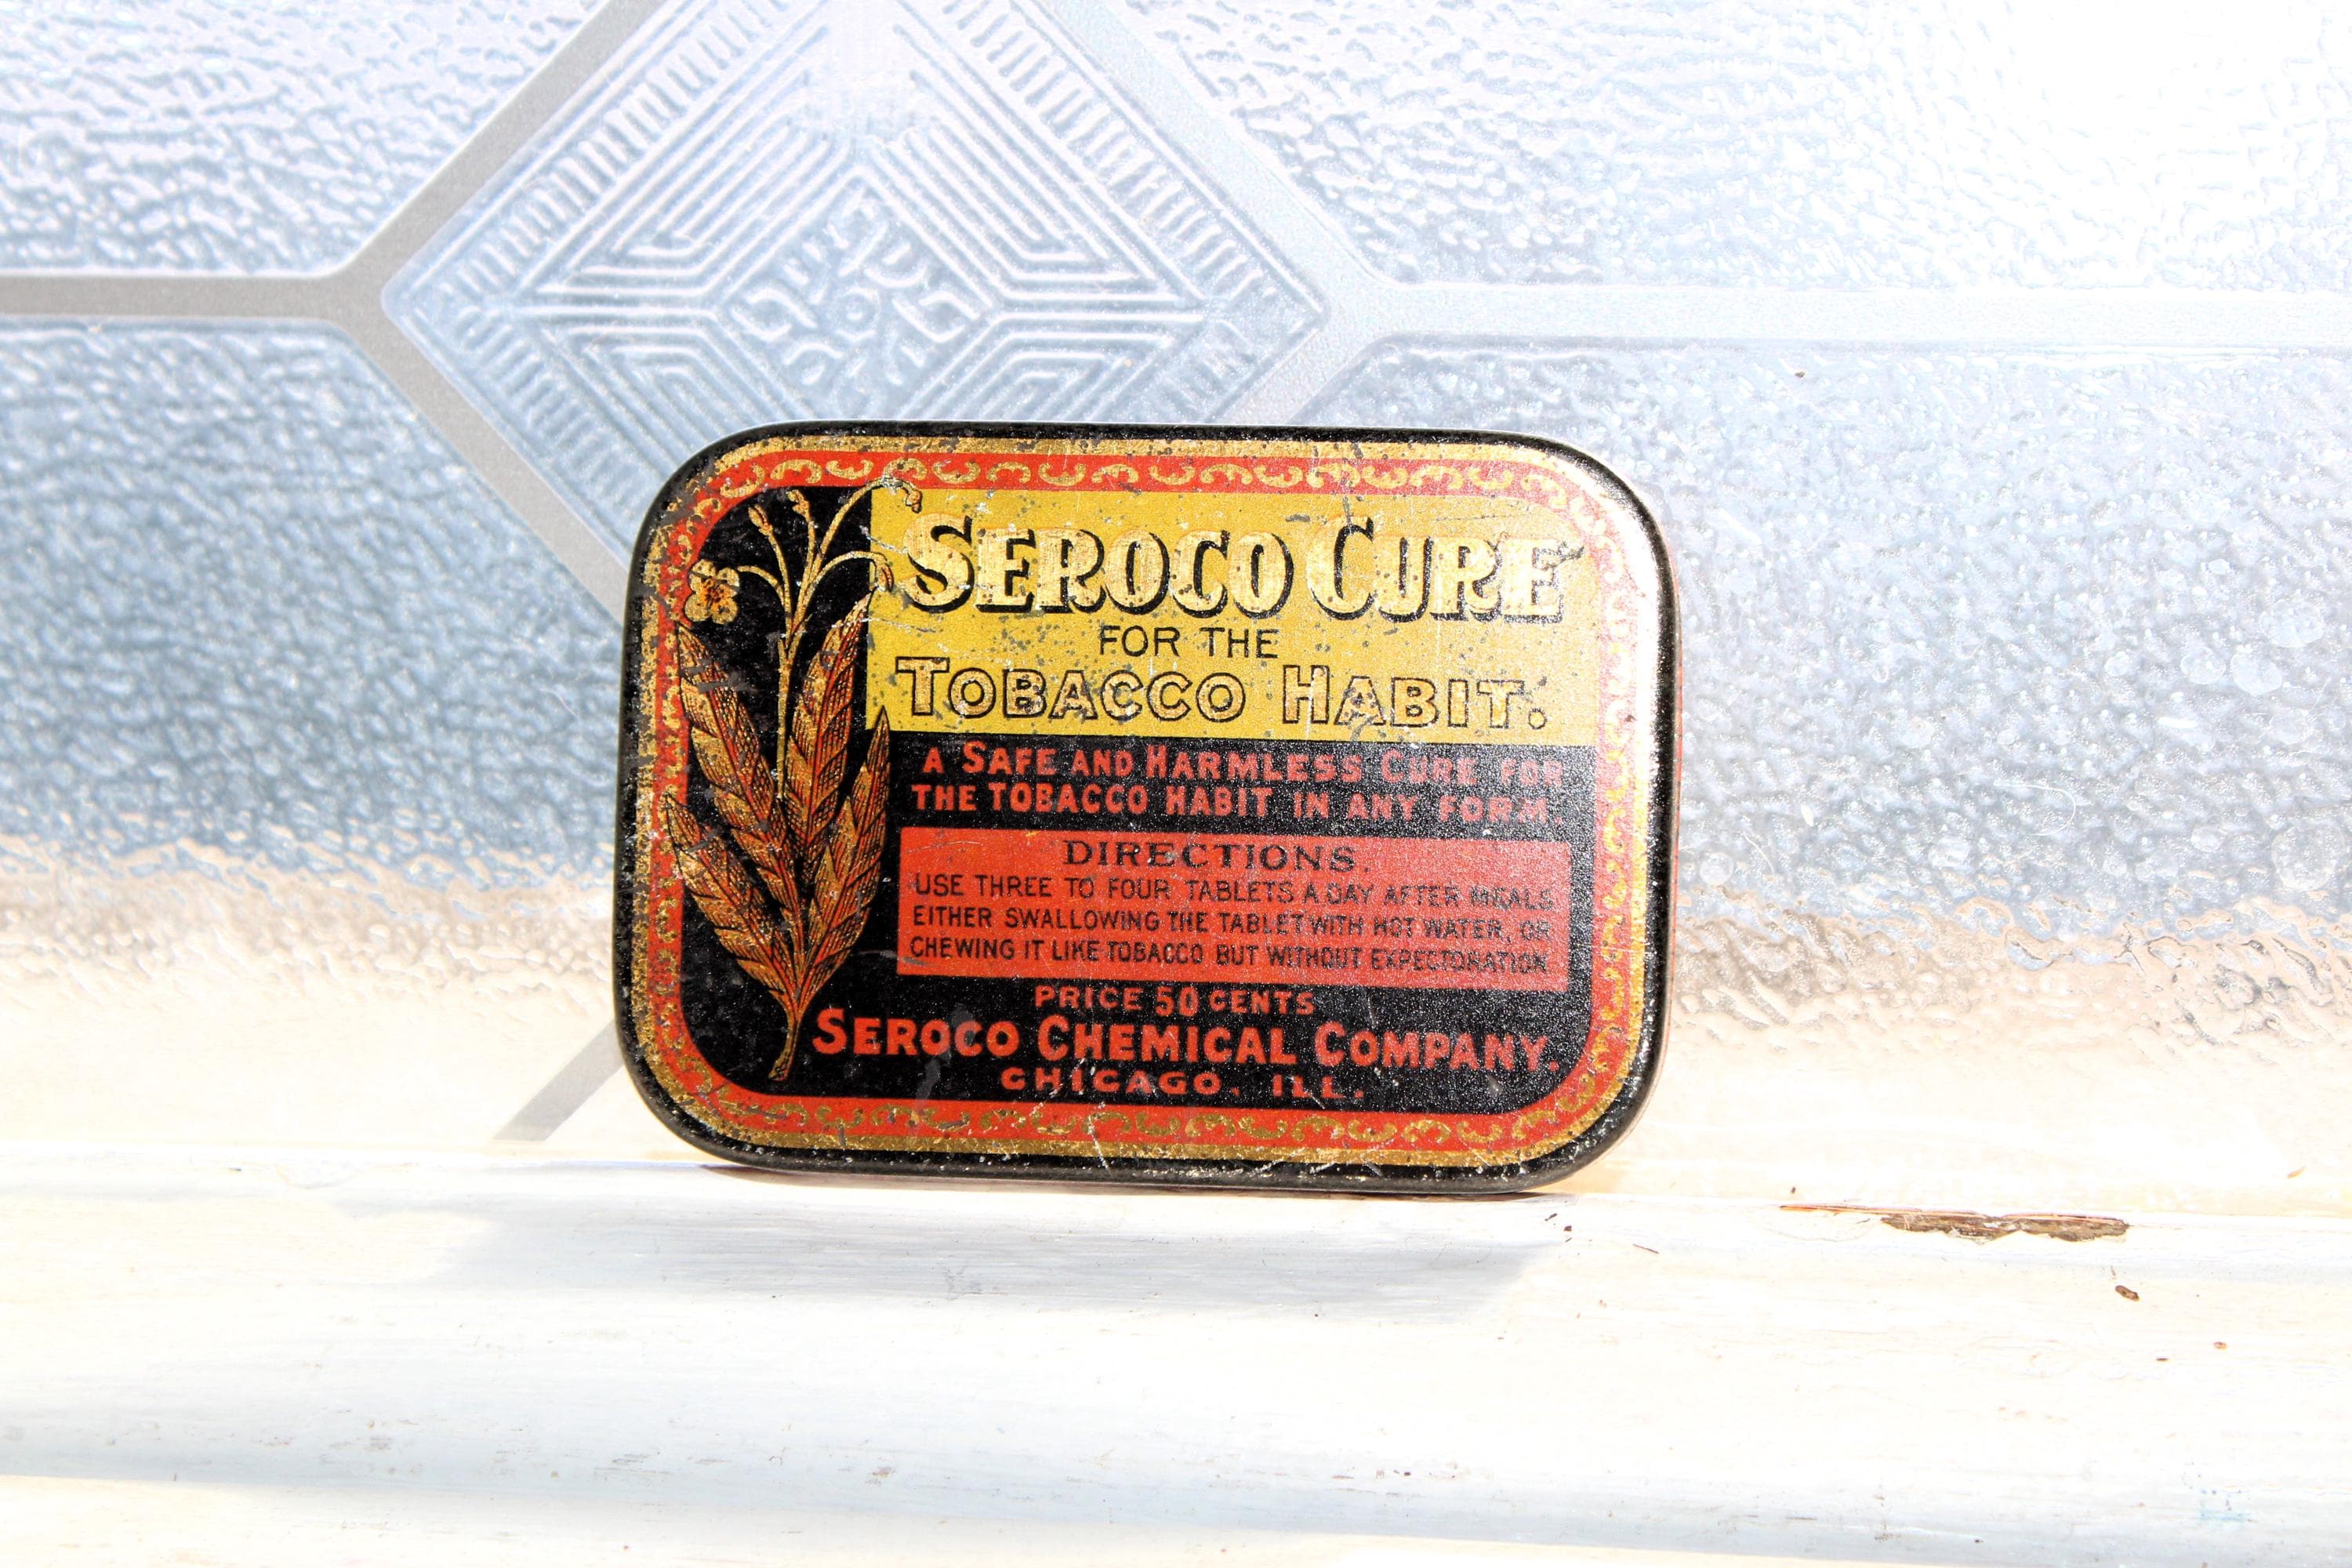 SEROCO CURE
FOR THE
TOBACCO HABIT.
A SAFE AND HARMLESS CURE FOR
THE TOBACCO HABIT IN ANY FORM.
DIRECTIONS.
USE THREE TO FOUR TABLETS A DAY AFTER MEALS
EITHER SWALLOWING THE TABLET WITH HOT WATER, OR
CHEWING IT LIKE TOBACCO BUT WITHOUT EXPECTORATION.
PRICE 50 CENTS
SEROCO CHEMICAL COMPANY.
CHICAGO, ILL.